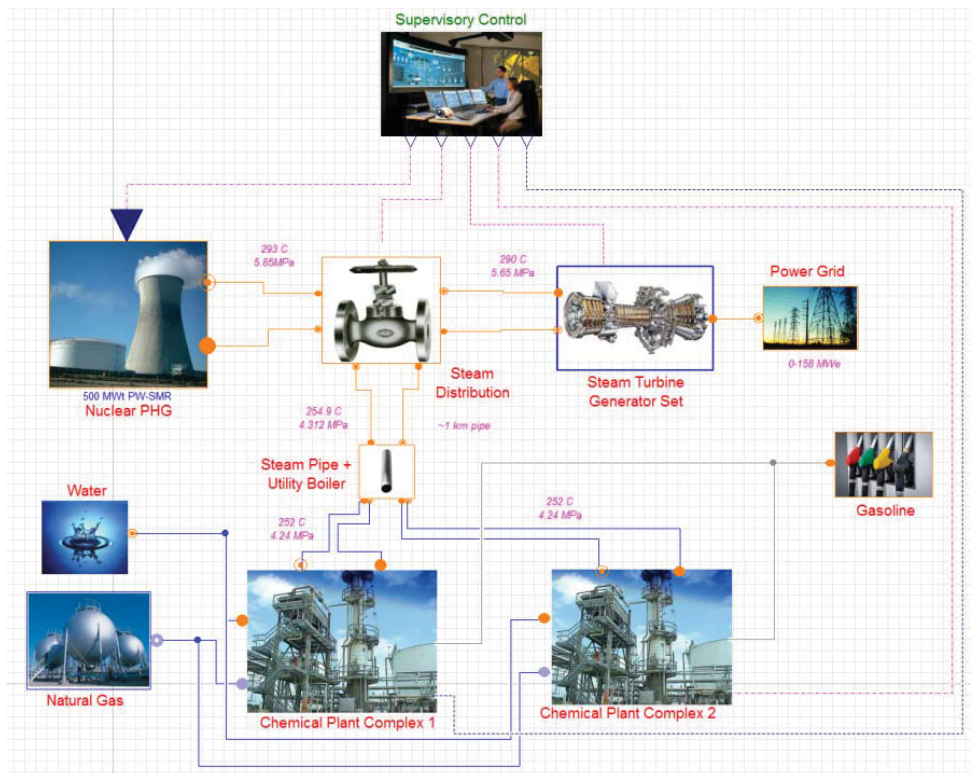 Supervisory Control
293 C
5.85MPa
290 C
5.65 MPa
Power Grid
0-158 MWe
500 MWt PW-SMR
Nuclear PHG
Steam
Distribution
Steam Turbine
Generator Set
254.9 C
4.312 MPa
~1 km pipe
Steam Pipe +
Utility Boiler
Gasoline
Water
252 C
4.24 MPa
252 C
4.24 MPa
Natural Gas
Chemical Plant Complex 1
Chemical Plant Complex 2